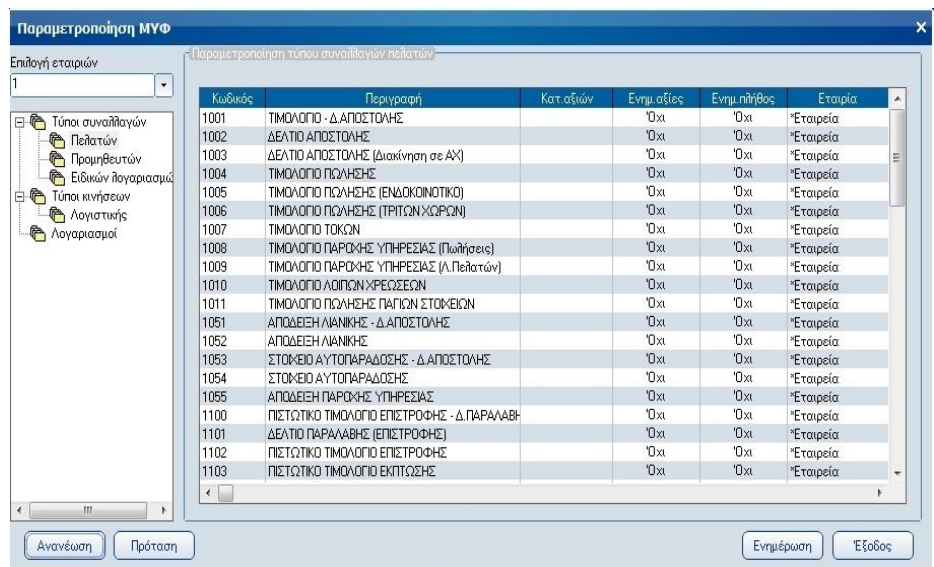 Παραμετροποίηση ΜΥΦ
Επιλογή εταιριών
1
Τύποι συναλλαγών
Πελατών
Προμηθευτών
Ειδικών λογαριασμώ
Τύποι κινήσεων
Λογιστικής
Λογαριασμοί
Παραμετροποίηση τύπου συναλλαγών πελατών
Κωδικός Περιγραφή Κατ.αξιών Ενημ.αξίες Ενημ.πλήθος Εταιρία
1001 ΤΙΜΟΛΟΓΙΟ - Δ.ΑΠΟΣΤΟΛΗΣ Όχι Όχι *Εταιρεία
1002 ΔΕΛΤΙΟ ΑΠΟΣΤΟΛΗΣ Όχι Όχι *Εταιρεία
1003 ΔΕΛΤΙΟ ΑΠΟΣΤΟΛΗΣ (Διακίνηση σε ΑΧ) Όχι Όχι *Εταιρεία
1004 ΤΙΜΟΛΟΓΙΟ ΠΩΛΗΣΗΣ Όχι Όχι *Εταιρεία
1005 ΤΙΜΟΛΟΓΙΟ ΠΩΛΗΣΗΣ (ΕΝΔΟΚΟΙΝΟΤΙΚΟ) Όχι Όχι *Εταιρεία
1006 ΤΙΜΟΛΟΓΙΟ ΠΩΛΗΣΗΣ (ΤΡΙΤΩΝ ΧΩΡΩΝ) Όχι Όχι *Εταιρεία
1007 ΤΙΜΟΛΟΓΙΟ ΤΟΚΩΝ Όχι Όχι *Εταιρεία
1008 ΤΙΜΟΛΟΓΙΟ ΠΑΡΟΧΗΣ ΥΠΗΡΕΣΙΑΣ (Πωλήσεις) Όχι Όχι *Εταιρεία
1009 ΤΙΜΟΛΟΓΙΟ ΠΑΡΟΧΗΣ ΥΠΗΡΕΣΙΑΣ (Λ.Πελατών) Όχι Όχι *Εταιρεία
1010 ΤΙΜΟΛΟΓΙΟ ΛΟΙΠΩΝ ΧΡΕΩΣΕΩΝ Όχι Όχι *Εταιρεία
1011 ΤΙΜΟΛΟΓΙΟ ΠΩΛΗΣΗΣ ΠΑΓΙΩΝ ΣΤΟΙΧΕΙΩΝ Όχι Όχι *Εταιρεία
1051 ΑΠΟΔΕΙΞΗ ΛΙΑΝΙΚΗΣ - Δ.ΑΠΟΣΤΟΛΗΣ Όχι Όχι *Εταιρεία
1052 ΑΠΟΔΕΙΞΗ ΛΙΑΝΙΚΗΣ Όχι Όχι *Εταιρεία
1053 ΣΤΟΙΧΕΙΟ ΑΥΤΟΠΑΡΑΔΟΣΗΣ - Δ.ΑΠΟΣΤΟΛΗΣ Όχι Όχι *Εταιρεία
1054 ΣΤΟΙΧΕΙΟ ΑΥΤΟΠΑΡΑΔΟΣΗΣ Όχι Όχι *Εταιρεία
1055 ΑΠΟΔΕΙΞΗ ΠΑΡΟΧΗΣ ΥΠΗΡΕΣΙΑΣ Όχι Όχι *Εταιρεία
1100 ΠΙΣΤΩΤΙΚΟ ΤΙΜΟΛΟΓΙΟ ΕΠΙΣΤΡΟΦΗΣ - Δ.ΠΑΡΑΛΑΒΗ Όχι Όχι *Εταιρεία
1101 ΔΕΛΤΙΟ ΠΑΡΑΛΑΒΗΣ (ΕΠΙΣΤΡΟΦΗΣ) Όχι Όχι *Εταιρεία
1102 ΠΙΣΤΩΤΙΚΟ ΤΙΜΟΛΟΓΙΟ ΕΠΙΣΤΡΟΦΗΣ Όχι Όχι *Εταιρεία
1103 ΠΙΣΤΩΤΙΚΟ ΤΙΜΟΛΟΓΙΟ ΕΚΠΤΩΣΗΣ Όχι Όχι *Εταιρεία
Ανανέωση Πρόταση Ενημέρωση Έξοδος